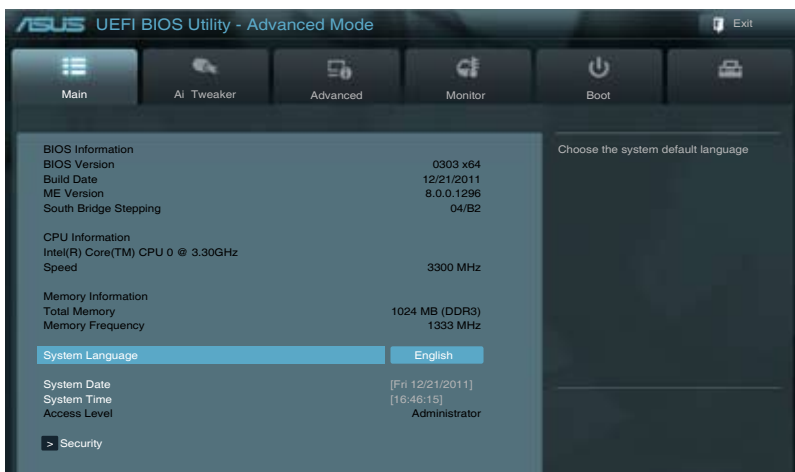 ASUS UEFI BIOS Utility - Advanced Mode Exit
Main Ai Tweaker Advanced Monitor Boot
BIOS Information
BIOS Version 0303 x64
Build Date 12/21/2011
ME Version 8.0.0.1296
South Bridge Stepping 04/B2
CPU Information
Intel(R) Core(TM) CPU 0 @ 3.30GHz
Speed 3300 MHz
Memory Information
Total Memory 1024 MB (DDR3)
Memory Frequency 1333 MHz
System Language English
System Date [Fri 12/21/2011]
System Time [16:46:15]
Access Level Administrator
> Security
Choose the system default language